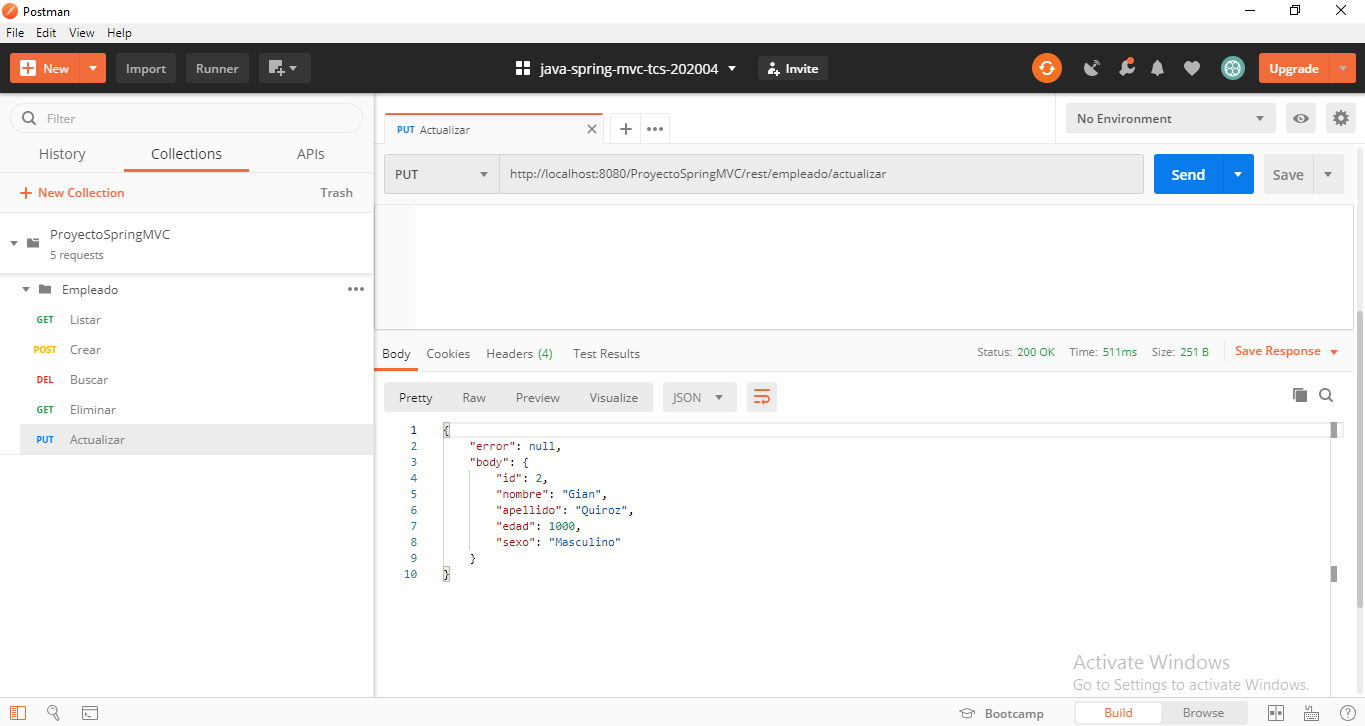 Postman
File Edit View Help
New Import Runner java-spring-mvc-tcs-202004 Invite Upgrade
Filter
History Collections APIs
New Collection Trash
ProyectoSpringMVC
5 requests
Empleado
GET Listar
POST Crear
DEL Buscar
GET Eliminar
PUT Actualizar
PUT Actualizar
No Environment
PUT http://localhost:8080/ProyectoSpringMVC/rest/empleado/actualizar Send Save
Body Cookies Headers (4) Test Results Status: 200 OK Time: 511ms Size: 251 B Save Response
Pretty Raw Preview Visualize JSON
1 {
2 "error": null,
3 "body": {
4 "id": 2,
5 "nombre": "Gian",
6 "apellido": "Quiroz",
7 "edad": 1000,
8 "sexo": "Masculino"
9 }
10 }
Activate Windows
Go to Settings to activate Windows.
Bootcamp Build Browse